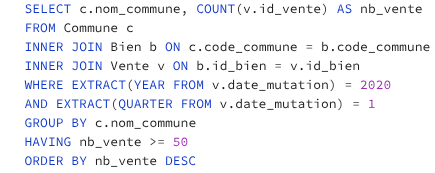 SELECT c.nom_commune, COUNT(v.id_vente) AS nb_vente
FROM Commune c
INNER JOIN Bien b ON c.code_commune = b.code_commune
INNER JOIN Vente v ON b.id_bien = v.id_bien
WHERE EXTRACT(YEAR FROM v.date_mutation) = 2020
AND EXTRACT(QUARTER FROM v.date_mutation) = 1
GROUP BY c.nom_commune
HAVING nb_vente >= 50
ORDER BY nb_vente DESC